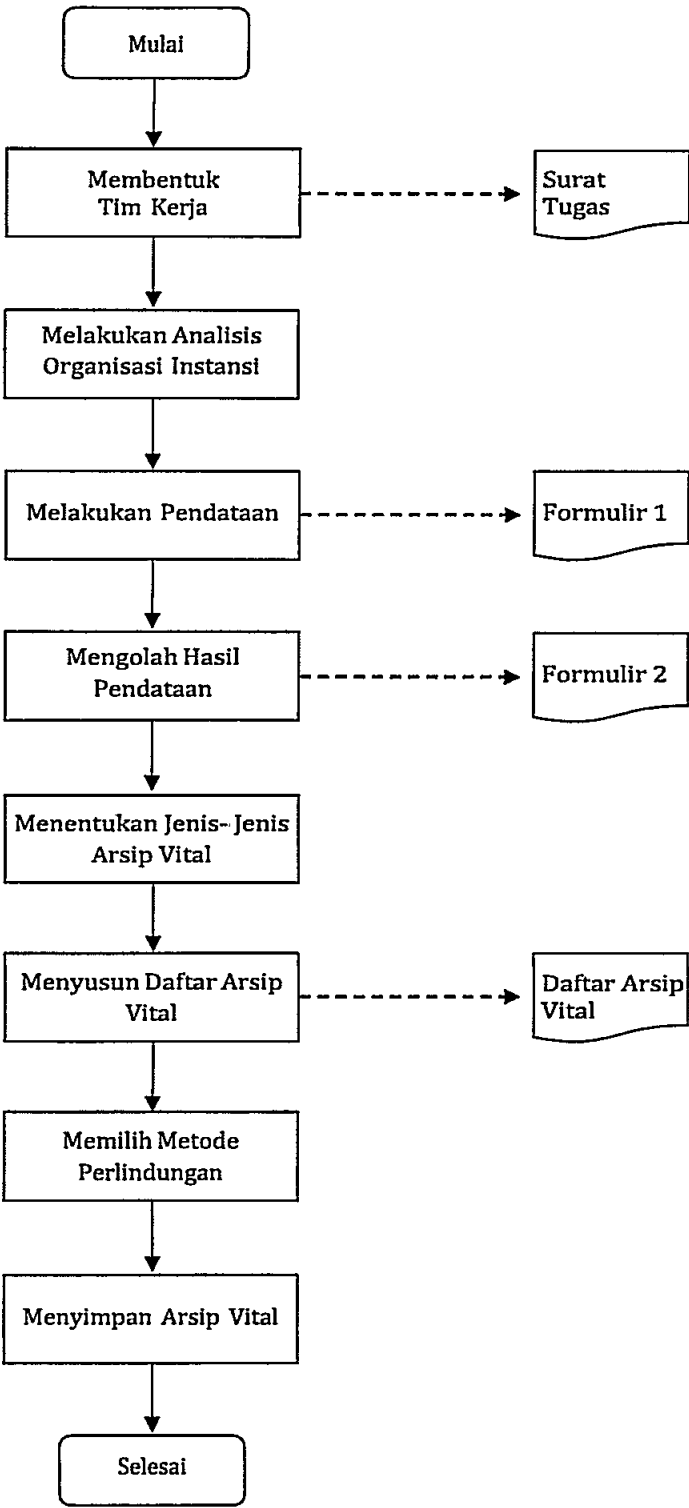 Mulai
Membentuk
Tim Kerja
Surat
Tugas
Melakukan Analisis
Organisasi Instansi
Melakukan Pendataan
Formulir 1
Mengolah Hasil
Pendataan
Formulir 2
Menentukan Jenis-Jenis
Arsip Vital
Menyusun Daftar Arsip
Vital
Daftar Arsip
Vital
Memilih Metode
Perlindungan
Menyimpan Arsip Vital
Selesai